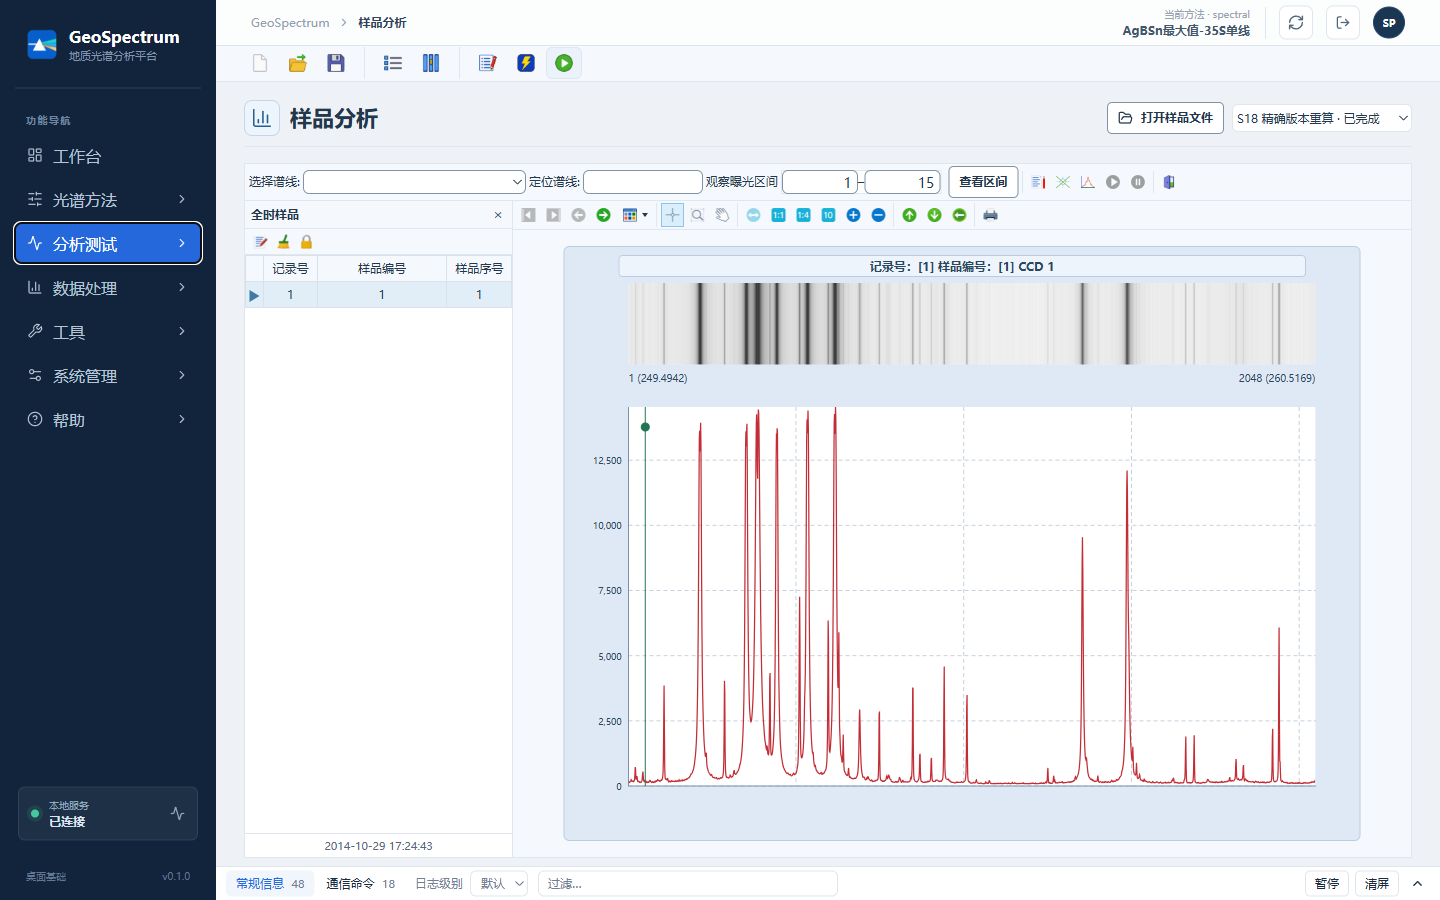 GeoSpectrum
地质光谱分析平台
功能导航
工作台
光谱方法
分析测试
数据处理
工具
系统管理
帮助
本地服务
已连接
桌面基础 v0.1.0
GeoSpectrum > 样品分析
当前方法 · spectral
AgBSn最大值-35S单线
SP
样品分析
打开样品文件
S18 精确版本重算 · 已完成
选择谱线: 定位谱线: 观察曝光区间 1 – 15 查看区间
全时样品 ×
1:1 1:4 10
记录号 样品编号 样品序号
1 1 1
2014-10-29 17:24:43
记录号: [1] 样品编号: [1] CCD 1
1 (249.4942) 2048 (260.5169)
12,500
10,000
7,500
5,000
2,500
0
常规信息 48 通信命令 18 日志级别 默认 过滤... 暂停 清屏